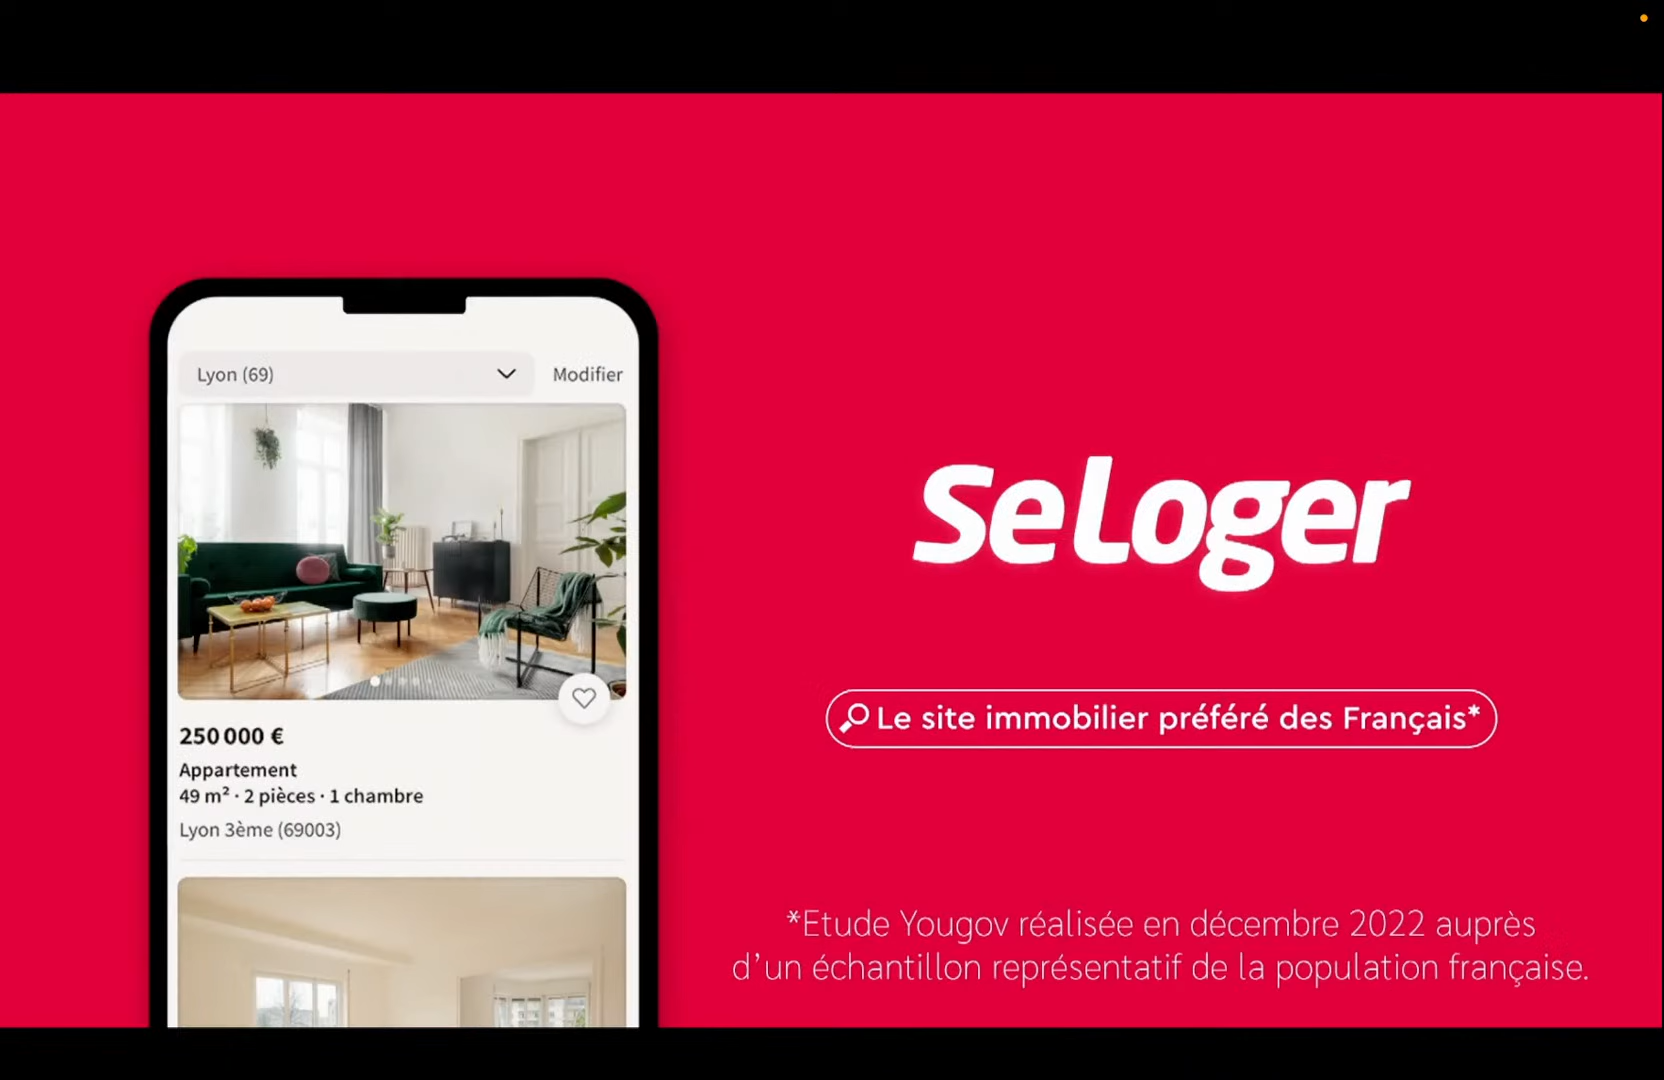 Lyon (69)
Modifier
250 000 €
Appartement
49 m² · 2 pièces · 1 chambre
Lyon 3ème (69003)
SeLoger
Le site immobilier préféré des Français*
*Etude Yougov réalisée en décembre 2022 auprès
d’un échantillon représentatif de la population française.